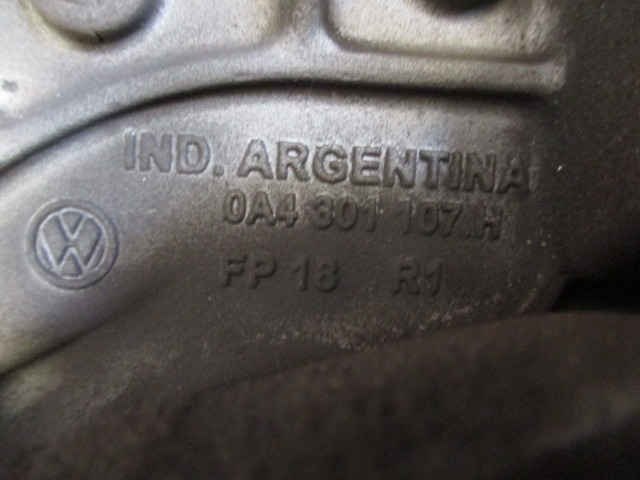 IND. ARGENTINA
0A4 301 107.H
FP 18 R1